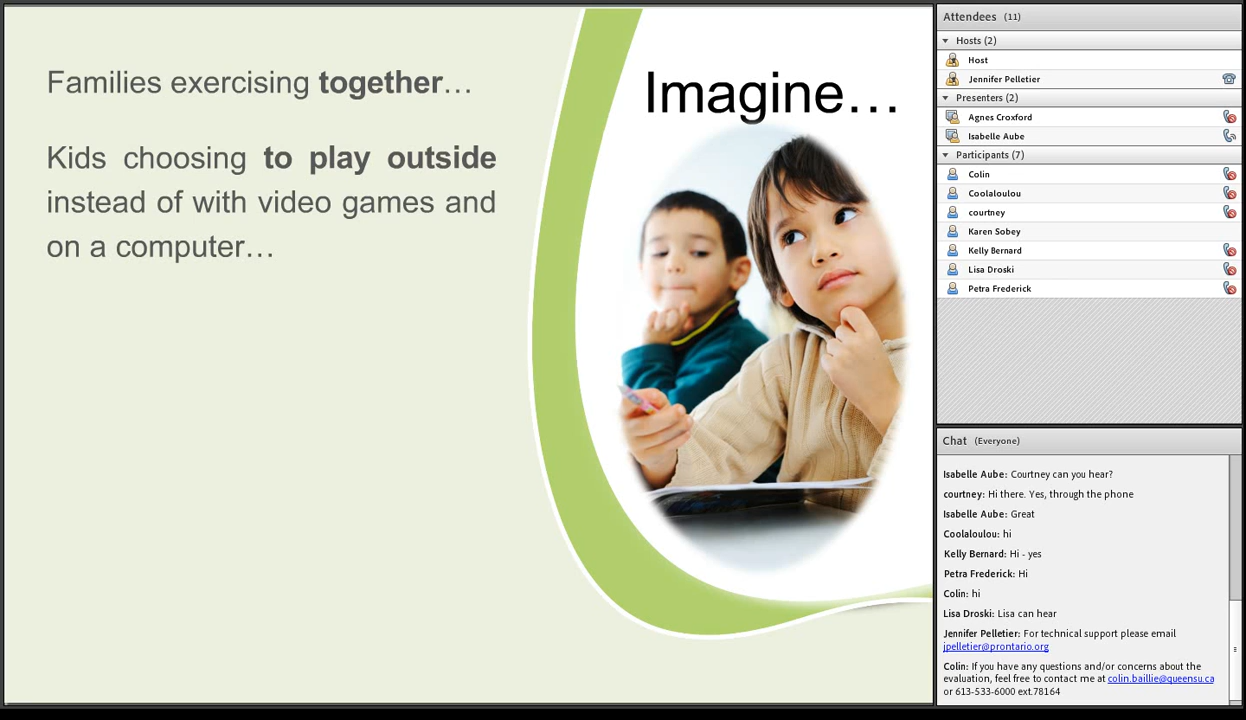 Families exercising together…
Kids choosing to play outside
instead of with video games and
on a computer…
Imagine…
Attendees (11)
Hosts (2)
Host
Jennifer Pelletier
Presenters (2)
Agnes Croxford
Isabelle Aube
Participants (7)
Colin
Coolaloulou
courtney
Karen Sobey
Kelly Bernard
Lisa Droski
Petra Frederick
Chat (Everyone)
Isabelle Aube: Courtney can you hear?
courtney: Hi there. Yes, through the phone
Isabelle Aube: Great
Coolaloulou: hi
Kelly Bernard: Hi - yes
Petra Frederick: Hi
Colin: hi
Lisa Droski: Lisa can hear
Jennifer Pelletier: For technical support please email
jpelletier@prontario.org
Colin: If you have any questions and/or concerns about the
evaluation, feel free to contact me at colin.baillie@queensu.ca
or 613-533-6000 ext.78164